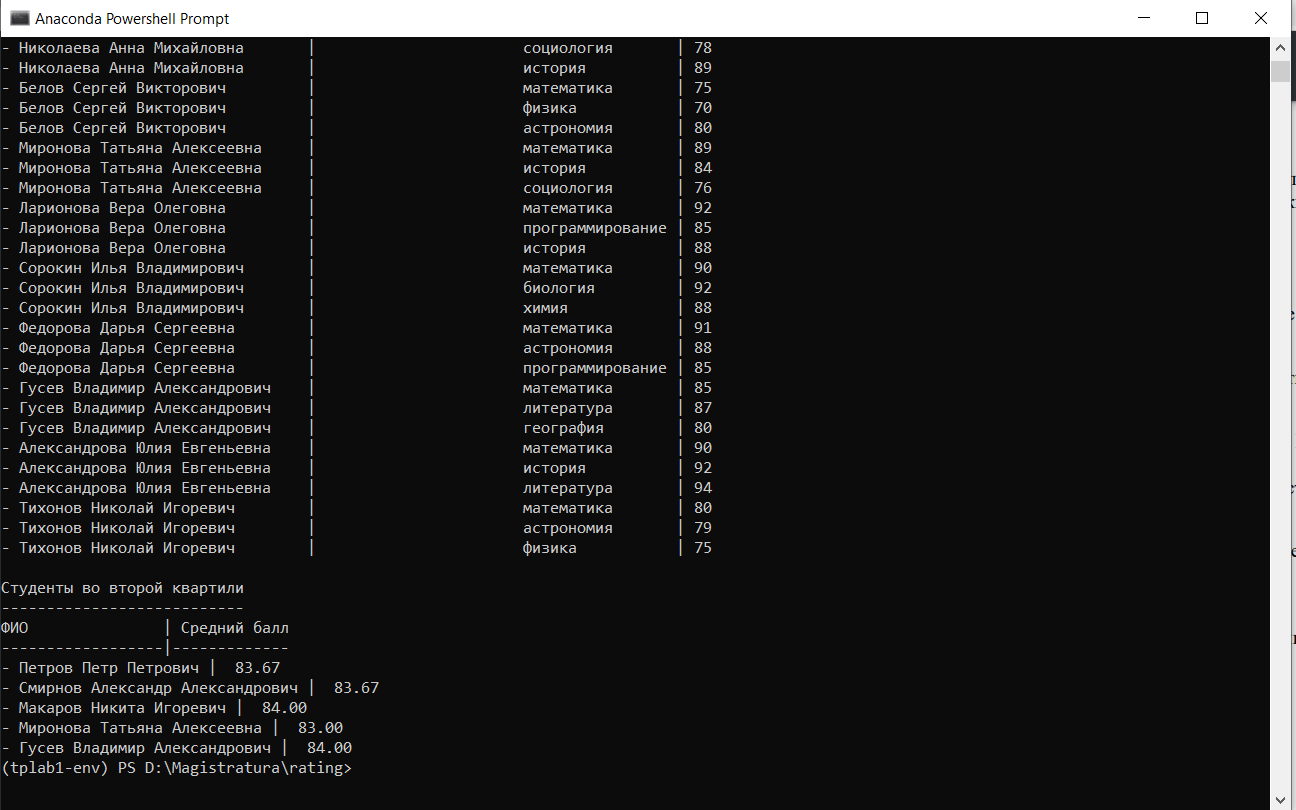 Anaconda Powershell Prompt
- Николаева Анна Михайловна | социология | 78
- Николаева Анна Михайловна | история | 89
- Белов Сергей Викторович | математика | 75
- Белов Сергей Викторович | физика | 70
- Белов Сергей Викторович | астрономия | 80
- Миронова Татьяна Алексеевна | математика | 89
- Миронова Татьяна Алексеевна | история | 84
- Миронова Татьяна Алексеевна | социология | 76
- Ларионова Вера Олеговна | математика | 92
- Ларионова Вера Олеговна | программирование | 85
- Ларионова Вера Олеговна | история | 88
- Сорокин Илья Владимирович | математика | 90
- Сорокин Илья Владимирович | биология | 92
- Сорокин Илья Владимирович | химия | 88
- Федорова Дарья Сергеевна | математика | 91
- Федорова Дарья Сергеевна | астрономия | 88
- Федорова Дарья Сергеевна | программирование | 85
- Гусев Владимир Александрович | математика | 85
- Гусев Владимир Александрович | литература | 87
- Гусев Владимир Александрович | география | 80
- Александрова Юлия Евгеньевна | математика | 90
- Александрова Юлия Евгеньевна | история | 92
- Александрова Юлия Евгеньевна | литература | 94
- Тихонов Николай Игоревич | математика | 80
- Тихонов Николай Игоревич | астрономия | 79
- Тихонов Николай Игоревич | физика | 75
Студенты во второй квартили
---------------------------
ФИО | Средний балл
------------------|-------------
- Петров Петр Петрович | 83.67
- Смирнов Александр Александрович | 83.67
- Макаров Никита Игоревич | 84.00
- Миронова Татьяна Алексеевна | 83.00
- Гусев Владимир Александрович | 84.00
(tplab1-env) PS D:\Magistratura\rating>